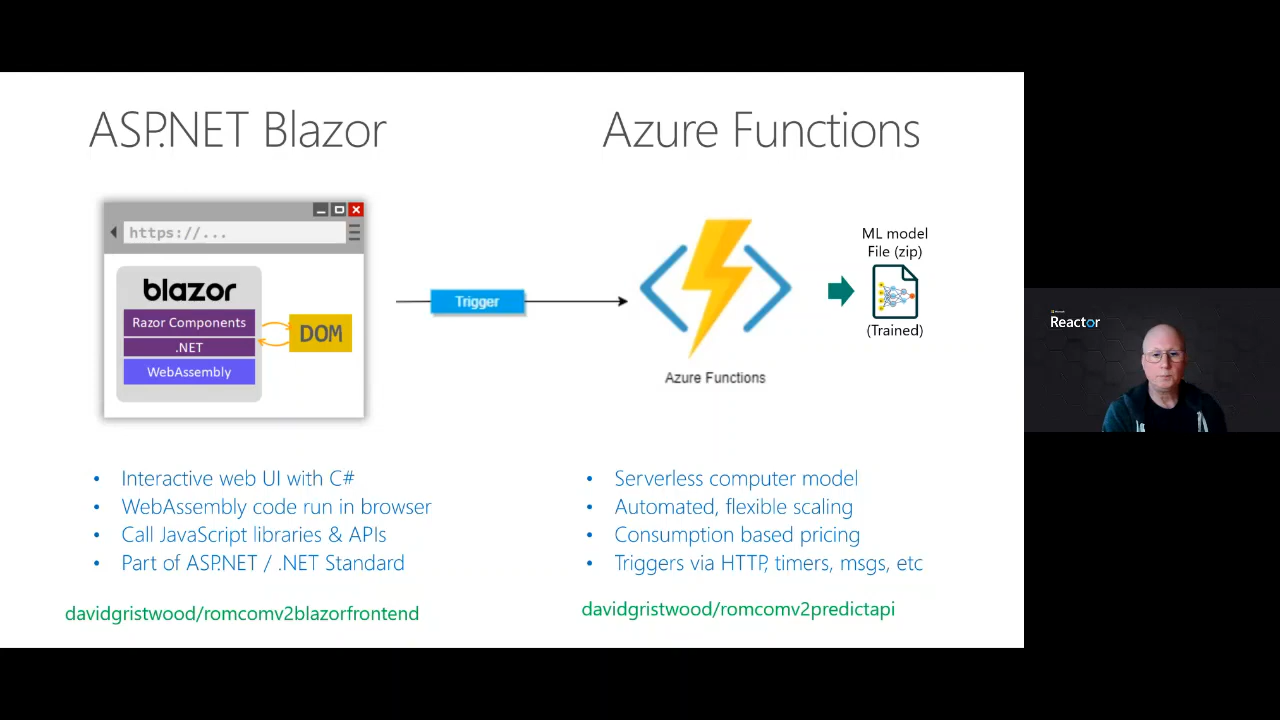 ASP.NET Blazor
https://...
blazor
Razor Components
.NET
WebAssembly
DOM
Trigger
• Interactive web UI with C#
• WebAssembly code run in browser
• Call JavaScript libraries & APIs
• Part of ASP.NET / .NET Standard
davidgristwood/romcomv2blazorfrontend
Azure Functions
Azure Functions
ML model
File (zip)
(Trained)
• Serverless computer model
• Automated, flexible scaling
• Consumption based pricing
• Triggers via HTTP, timers, msgs, etc
davidgristwood/romcomv2predictapi
Reactor